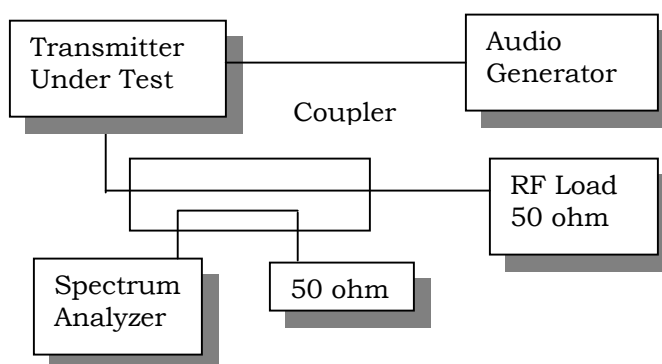 Transmitter
Under Test
Audio
Generator
Coupler
RF Load
50 ohm
Spectrum
Analyzer
50 ohm